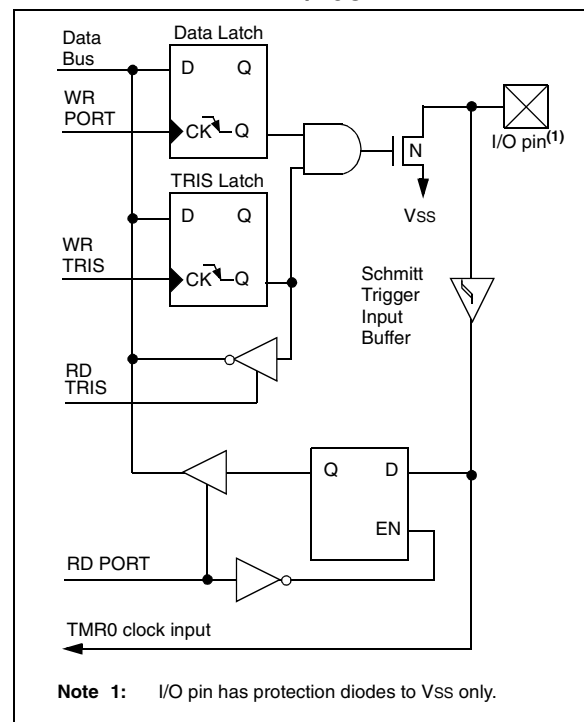 Data
Bus
Data Latch
D Q
WR
PORT
CK Q
N
I/O pin(1)
VSS
TRIS Latch
D Q
WR
TRIS
CK Q
Schmitt
Trigger
Input
Buffer
RD
TRIS
Q D
EN
RD PORT
TMR0 clock input
Note 1: I/O pin has protection diodes to VSS only.